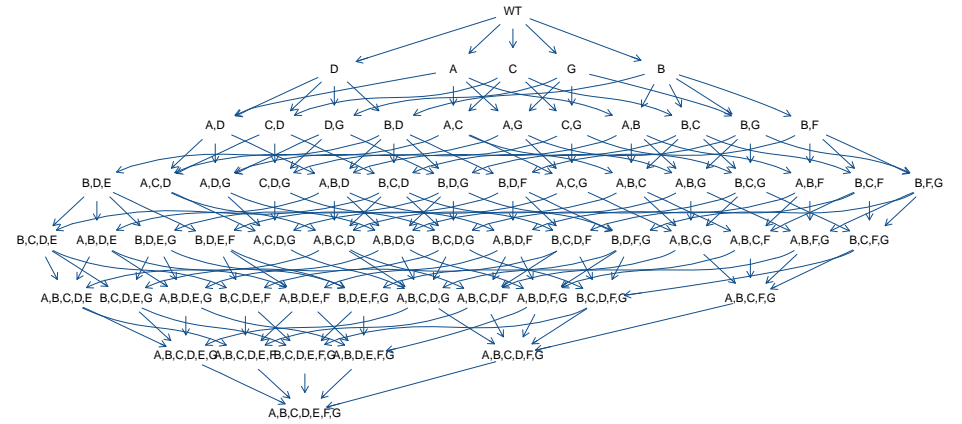 WT
D A C G B
A,D C,D D,G B,D A,C A,G C,G A,B B,C B,G B,F
B,D,E A,C,D A,D,G C,D,G A,B,D B,C,D B,D,G B,D,F A,C,G A,B,C A,B,G B,C,G A,B,F B,C,F B,F,G
B,C,D,E A,B,D,E B,D,E,G B,D,E,F A,C,D,G A,B,C,D A,B,D,G B,C,D,G A,B,D,F B,C,D,F B,D,F,G A,B,C,G A,B,C,F A,B,F,G B,C,F,G
A,B,C,D,E B,C,D,E,G A,B,D,E,G B,C,D,E,F A,B,D,E,F B,D,E,F,G A,B,C,D,G A,B,C,D,F A,B,D,F,G B,C,D,F,G A,B,C,F,G
A,B,C,D,E,G A,B,C,D,E,F B,C,D,E,F,G A,B,D,E,F,G A,B,C,D,F,G
A,B,C,D,E,F,G